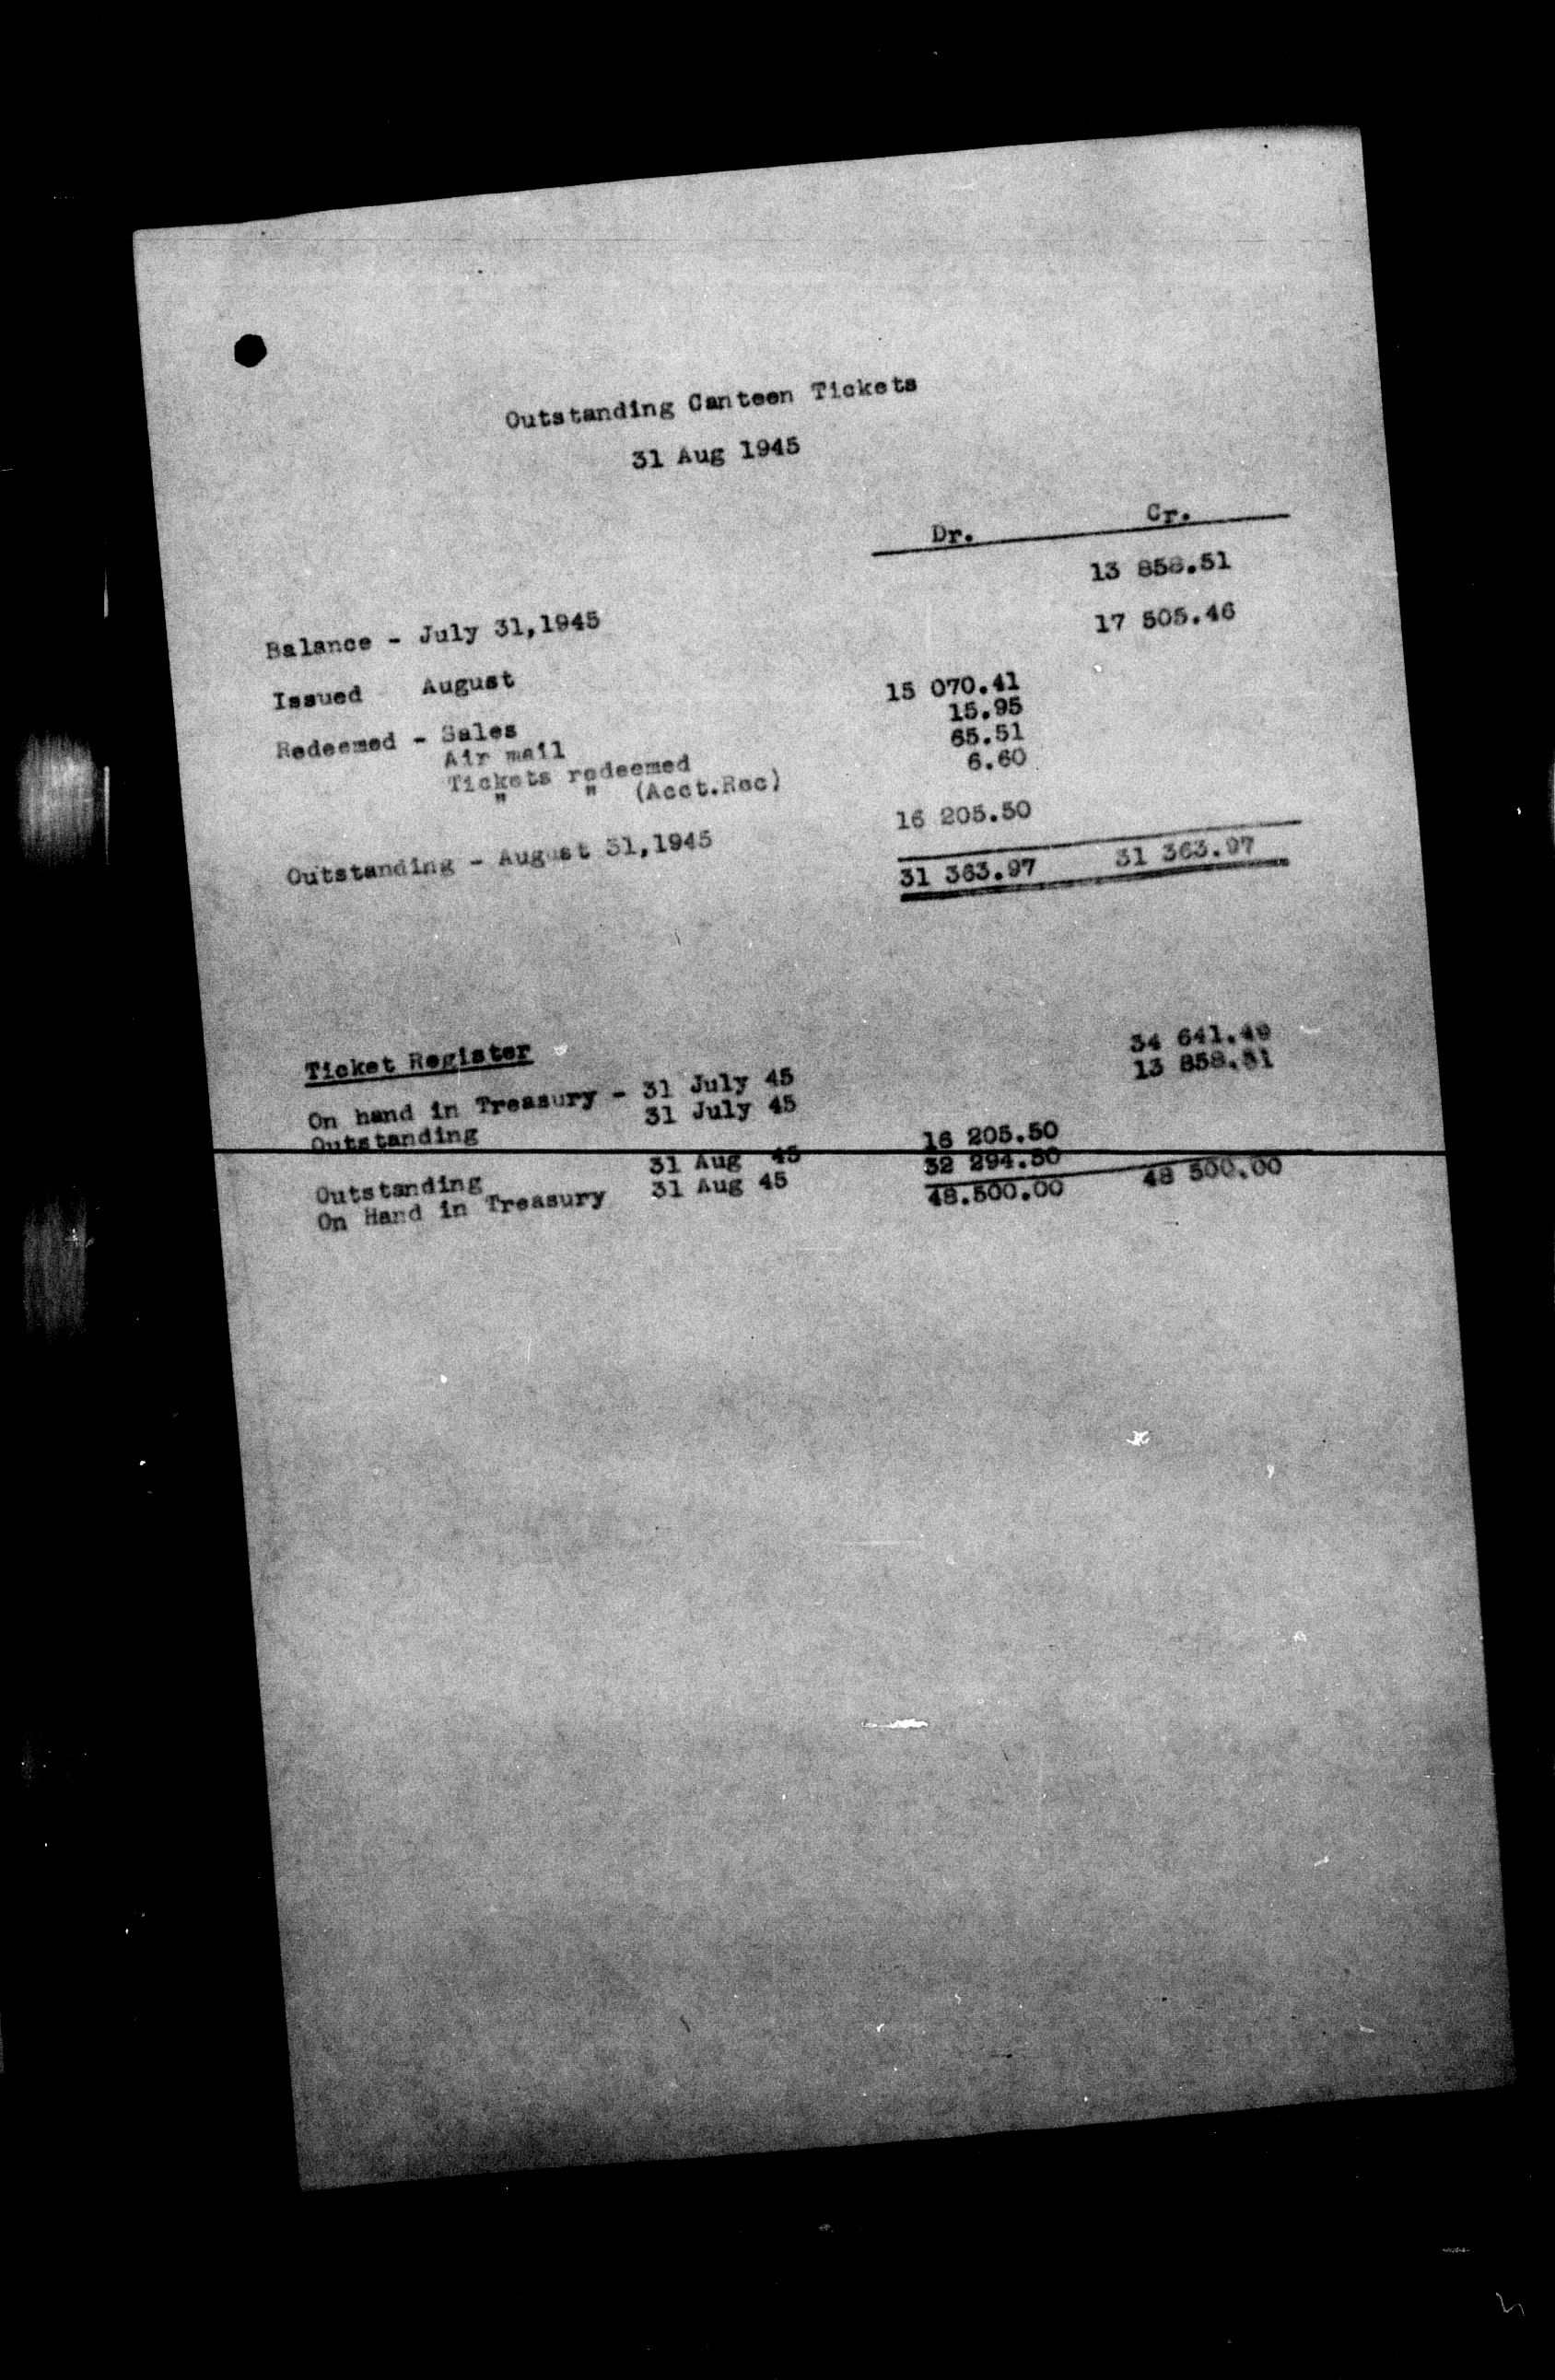 Outstanding Canteen Tickets
31 Aug 1945
Dr. Cr.
Balance - July 31,1945 13 858.51
Issued August 17 505.46
Redeemed - Sales 15 070.41
Air mail 15.95
Tickets redeemed 65.51
" " (Acct.Rec) 6.60
Outstanding - August 31,1945 16 205.50
31 363.97 31 363.97
Ticket Register
On hand in Treasury - 31 July 45 34 641.49
Outstanding 31 July 45 13 858.51
Outstanding 31 Aug 45 16 205.50
On Hand in Treasury 31 Aug 45 32 294.50
48.500.00 48 500.00